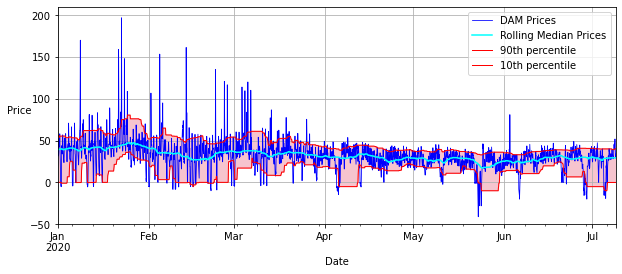 200
150
100
50
0
−50
Price
Jan
2020
Feb
Mar
Apr
May
Jun
Jul
Date
DAM Prices
Rolling Median Prices
90th percentile
10th percentile